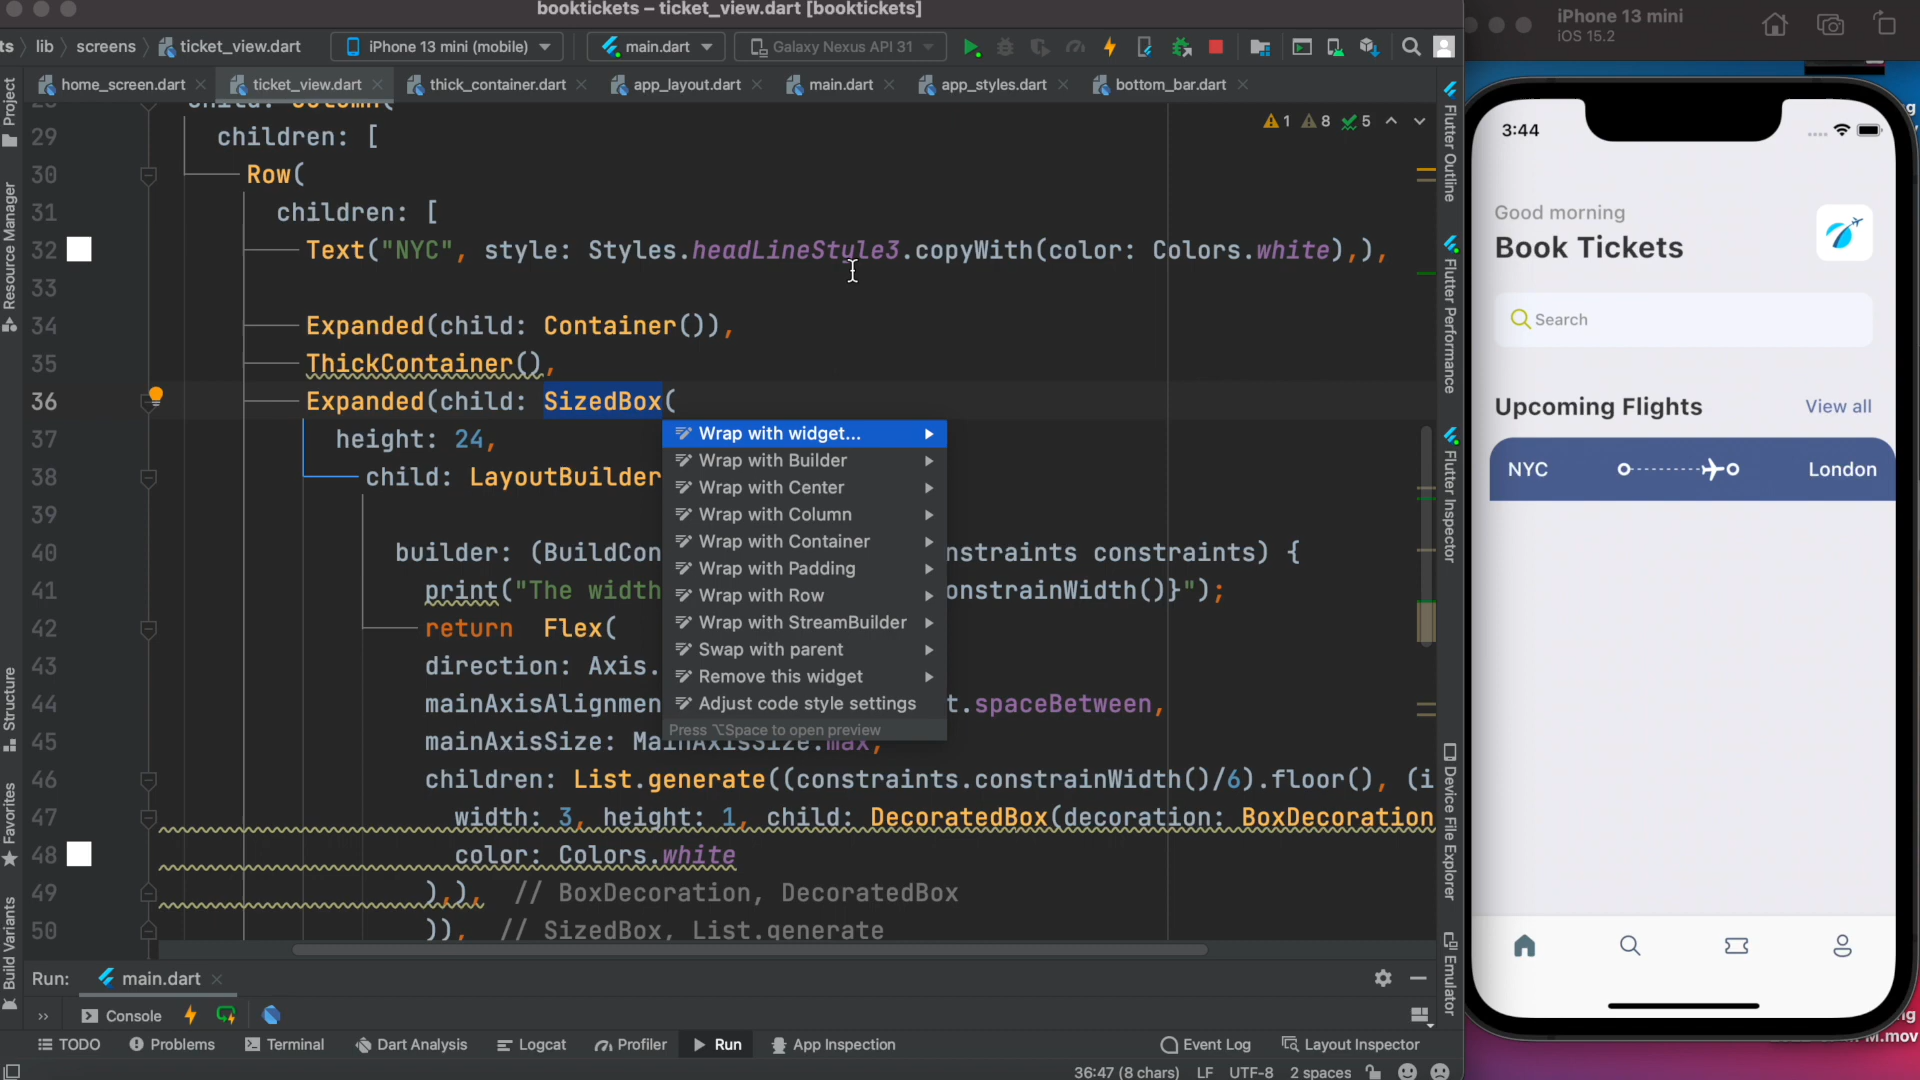 booktickets – ticket_view.dart [booktickets]
ts lib screens ticket_view.dart iPhone 13 mini (mobile) main.dart Galaxy Nexus API 31
home_screen.dart ticket_view.dart thick_container.dart app_layout.dart main.dart app_styles.dart bottom_bar.dart
Project
Resource Manager
Structure
Favorites
Build Variants
1 8 5
28 child: Column(
29 children: [
30 Row(
31 children: [
32 Text("NYC", style: Styles.headLineStyle3.copyWith(color: Colors.white),),
33
34 Expanded(child: Container()),
35 ThickContainer(),
36 Expanded(child: SizedBox(
37 height: 24,
38 child: LayoutBuilder
39
40 builder: (BuildCon nstraints constraints) {
41 print("The width onstrainWidth()}");
42 return Flex(
43 direction: Axis.
44 mainAxisAlignmen t.spaceBetween,
45 mainAxisSize: MainAxisSize.max,
46 children: List.generate((constraints.constrainWidth()/6).floor(), (i
47 width: 3, height: 1, child: DecoratedBox(decoration: BoxDecoration
48 color: Colors.white
49 ),), // BoxDecoration, DecoratedBox
50 )), // SizedBox, List.generate
Wrap with widget...
Wrap with Builder
Wrap with Center
Wrap with Column
Wrap with Container
Wrap with Padding
Wrap with Row
Wrap with StreamBuilder
Swap with parent
Remove this widget
Adjust code style settings
Press ⌥Space to open preview
Flutter Outline
Flutter Performance
Flutter Inspector
Device File Explorer
Emulator
Run: main.dart
Console
TODO Problems Terminal Dart Analysis Logcat Profiler Run App Inspection Event Log Layout Inspector
36:47 (8 chars) LF UTF-8 2 spaces
iPhone 13 mini
iOS 15.2
3:44
Good morning
Book Tickets
Search
Upcoming Flights View all
NYC London